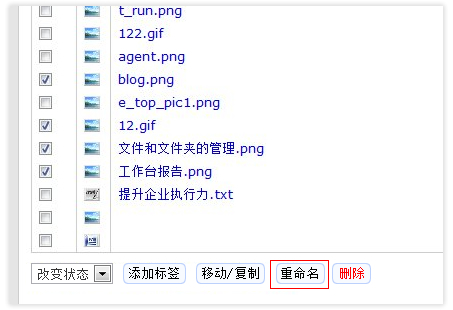 t_run.png
122.gif
agent.png
blog.png
e_top_pic1.png
12.gif
文件和文件夹的管理.png
工作台报告.png
提升企业执行力.txt
改变状态 添加标签 移动/复制 重命名 删除